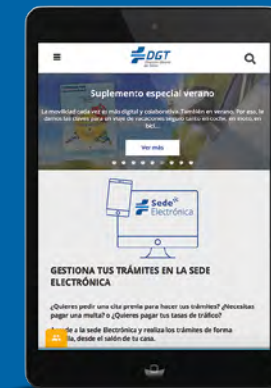 DGT
Suplemento especial verano
La movilidad cada vez es más digital y colaborativa. También en verano. Por eso, te
damos las claves para un viaje de vacaciones seguro tanto en coche, en moto, en
bici...
Ver más
Sede
Electrónica
GESTIONA TUS TRÁMITES EN LA SEDE
ELECTRÓNICA
¿Quieres pedir una cita previa para hacer tus trámites? ¿Necesitas
pagar una multa? o ¿Quieres pagar tus tasas de tráfico?
a la sede Electrónica y realiza los trámites de forma
desde el salón de tu casa.